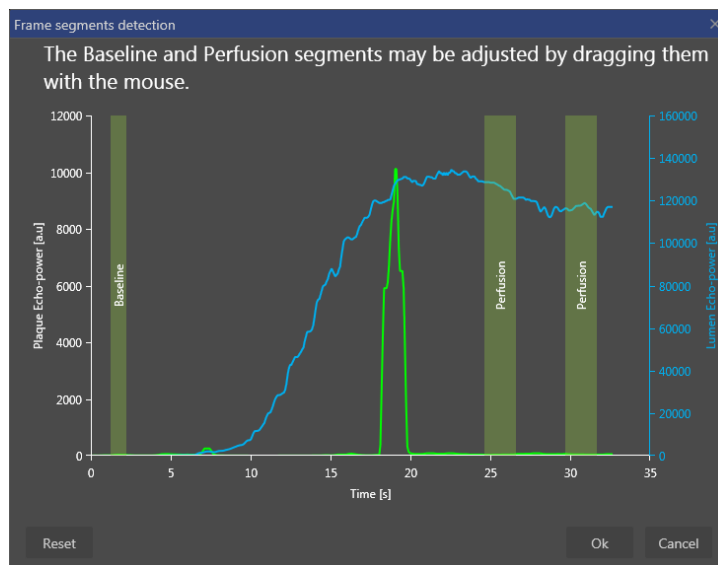 Frame segments detection
×
The Baseline and Perfusion segments may be adjusted by dragging them
with the mouse.
12000
10000
8000
6000
4000
2000
0
Plaque Echo-power [a.u]
Baseline
Perfusion
Perfusion
160000
140000
120000
100000
80000
60000
40000
20000
0
Lumen Echo-power [a.u]
0 5 10 15 20 25 30 35
Time [s]
Reset Ok Cancel